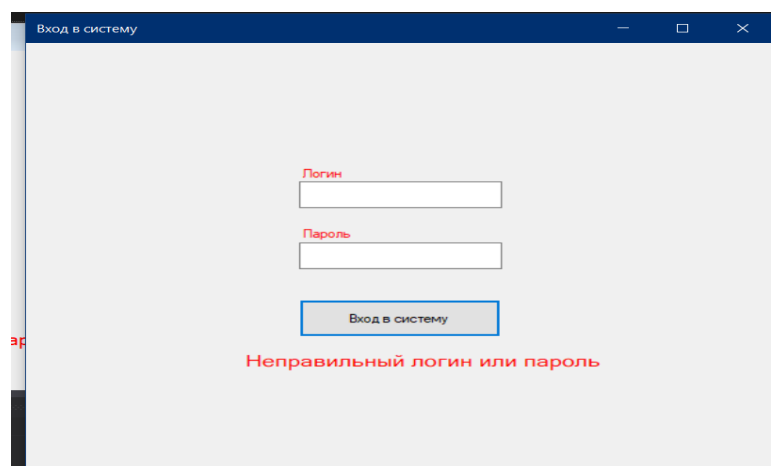 Вход в систему
Логин
Пароль
Вход в систему
Неправильный логин или пароль